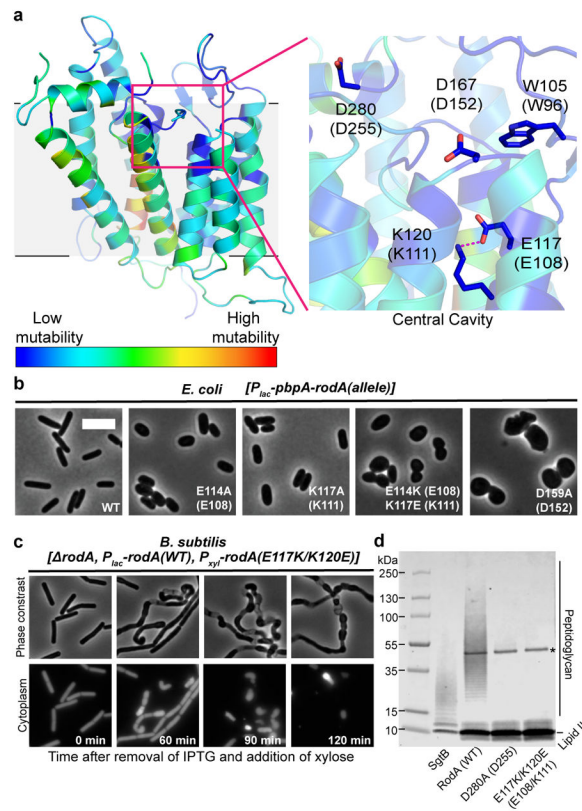 a
D280
(D255)
D167
(D152)
W105
(W96)
K120
(K111)
E117
(E108)
Low
mutability
High
mutability
Central Cavity
b
E. coli [Plac-pbpA-rodA(allele)]
WT
E114A
(E108)
K117A
(K111)
E114K (E108)
K117E (K111)
D159A
(D152)
c
B. subtilis
[ΔrodA, Plac-rodA(WT), Pxyl-rodA(E117K/K120E)]
Phase constrast
Cytoplasm
0 min
60 min
90 min
120 min
Time after removal of IPTG and addition of xylose
d
kDa
250
130
100
55
35
25
15
10
Peptidoglycan
*
Lipid II
SgtB
RodA (WT)
D280A (D255)
E117K/K120E
(E108/K111)